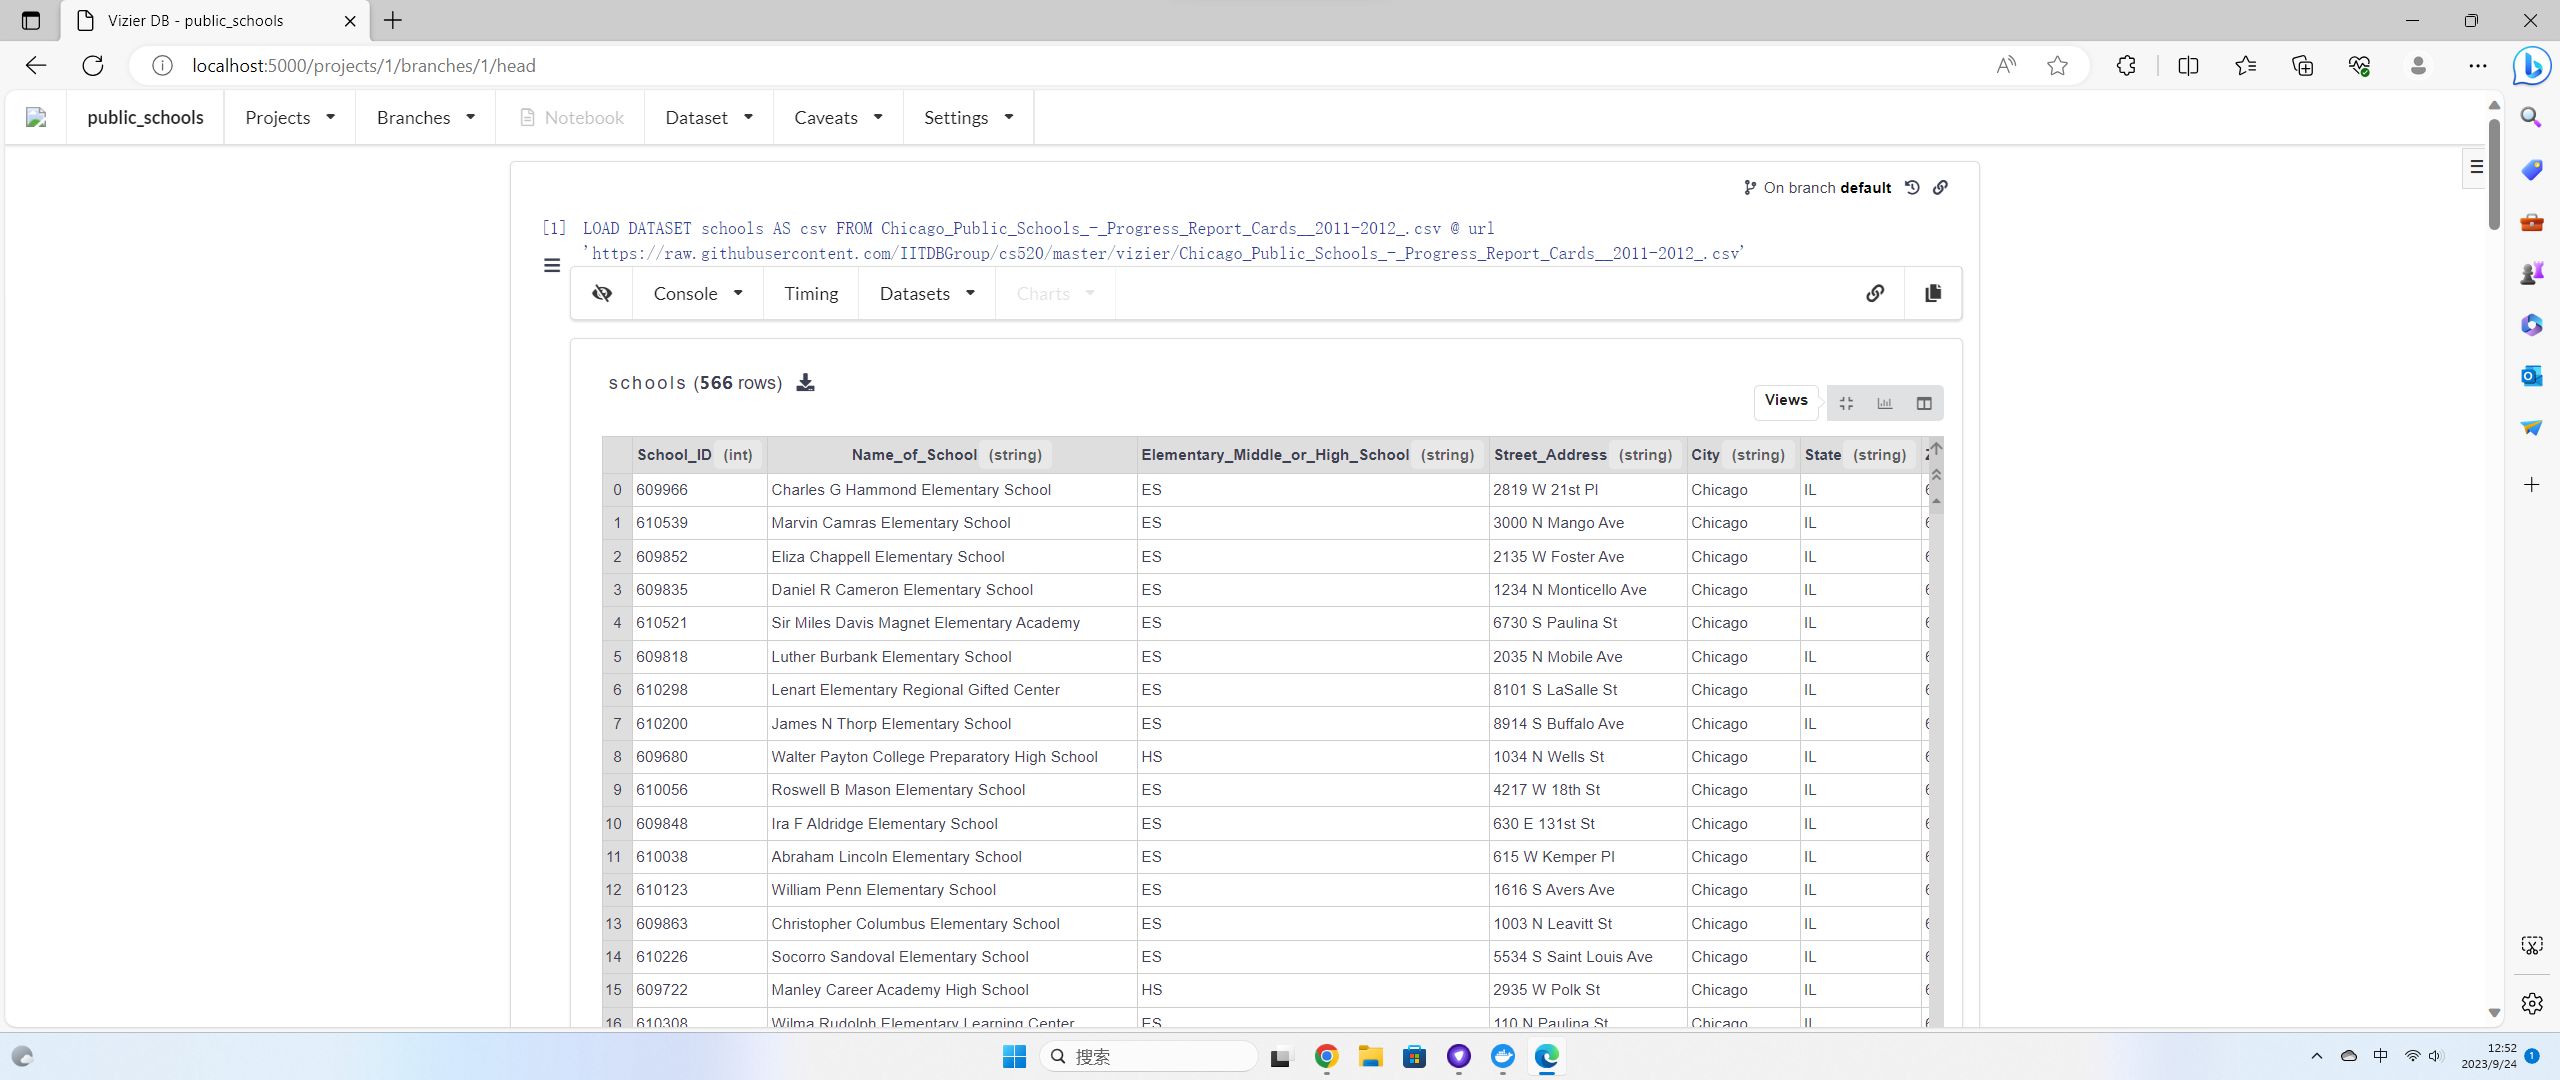 Vizier DB - public_schools
localhost:5000/projects/1/branches/1/head
public_schools Projects Branches Notebook Dataset Caveats Settings
On branch default
[1] LOAD DATASET schools AS csv FROM Chicago_Public_Schools_-_Progress_Report_Cards__2011-2012_.csv @ url
'https://raw.githubusercontent.com/IITDBGroup/cs520/master/vizier/Chicago_Public_Schools_-_Progress_Report_Cards__2011-2012_.csv'
Console Timing Datasets Charts
schools (566 rows)
Views
School_ID (int) Name_of_School (string) Elementary_Middle_or_High_School (string) Street_Address (string) City (string) State (string)
0 609966 Charles G Hammond Elementary School ES 2819 W 21st Pl Chicago IL
1 610539 Marvin Camras Elementary School ES 3000 N Mango Ave Chicago IL
2 609852 Eliza Chappell Elementary School ES 2135 W Foster Ave Chicago IL
3 609835 Daniel R Cameron Elementary School ES 1234 N Monticello Ave Chicago IL
4 610521 Sir Miles Davis Magnet Elementary Academy ES 6730 S Paulina St Chicago IL
5 609818 Luther Burbank Elementary School ES 2035 N Mobile Ave Chicago IL
6 610298 Lenart Elementary Regional Gifted Center ES 8101 S LaSalle St Chicago IL
7 610200 James N Thorp Elementary School ES 8914 S Buffalo Ave Chicago IL
8 609680 Walter Payton College Preparatory High School HS 1034 N Wells St Chicago IL
9 610056 Roswell B Mason Elementary School ES 4217 W 18th St Chicago IL
10 609848 Ira F Aldridge Elementary School ES 630 E 131st St Chicago IL
11 610038 Abraham Lincoln Elementary School ES 615 W Kemper Pl Chicago IL
12 610123 William Penn Elementary School ES 1616 S Avers Ave Chicago IL
13 609863 Christopher Columbus Elementary School ES 1003 N Leavitt St Chicago IL
14 610226 Socorro Sandoval Elementary School ES 5534 S Saint Louis Ave Chicago IL
15 609722 Manley Career Academy High School HS 2935 W Polk St Chicago IL
16 610308 Wilma Rudolph Elementary Learning Center ES 110 N Paulina St Chicago IL
搜索
中
12:52
2023/9/24
1